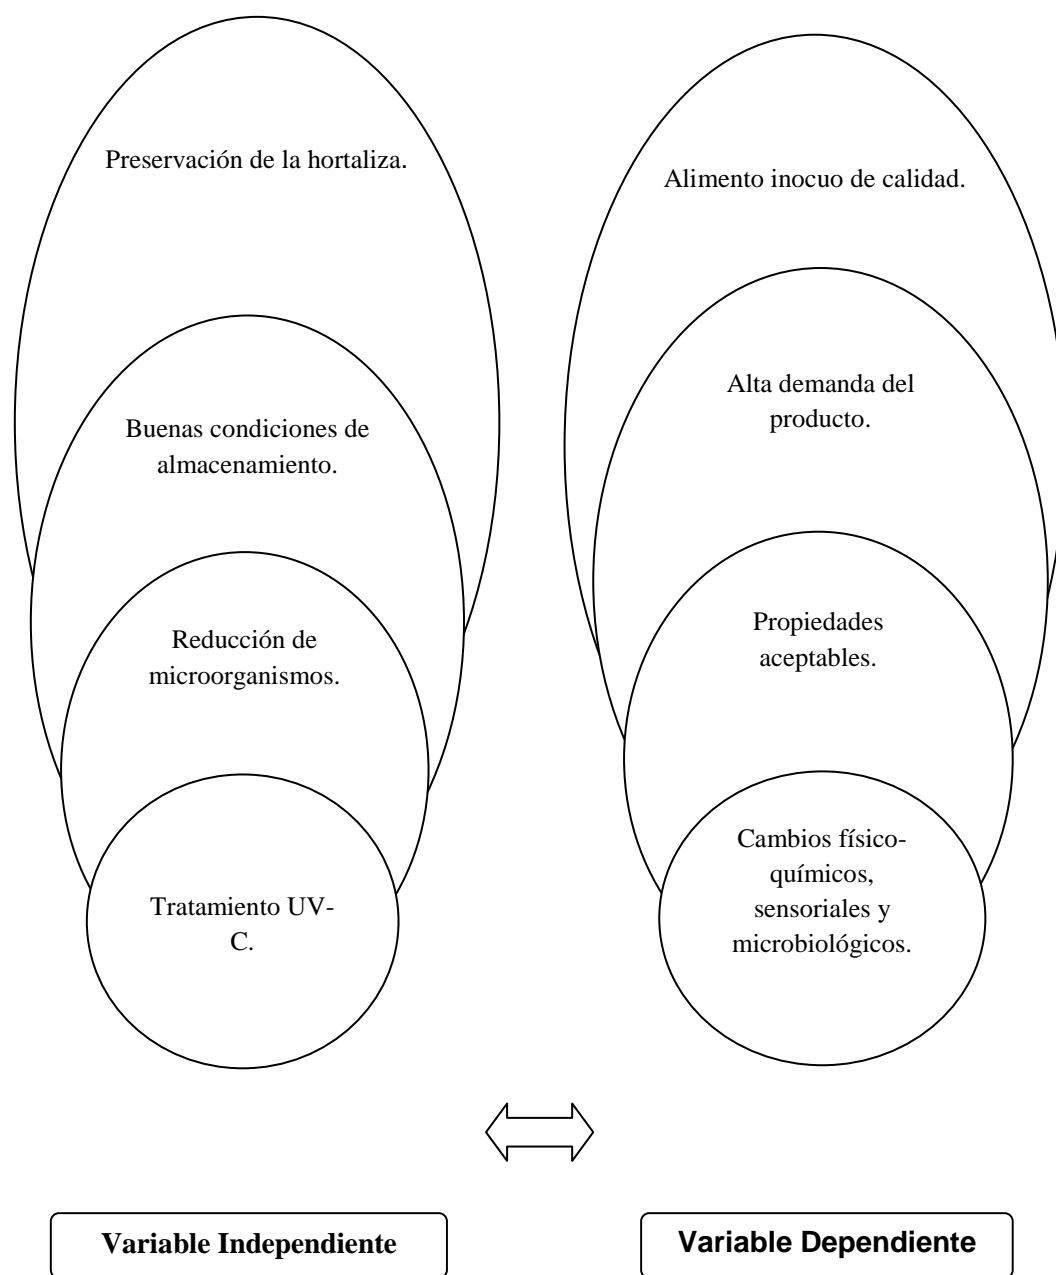 Preservación de la hortaliza.
Buenas condiciones de
almacenamiento.
Reducción de
microorganismos.
Tratamiento UV-
C.
Alimento inocuo de calidad.
Alta demanda del
producto.
Propiedades
aceptables.
Cambios físico-
químicos,
sensoriales y
microbiológicos.
Variable Independiente
Variable Dependiente